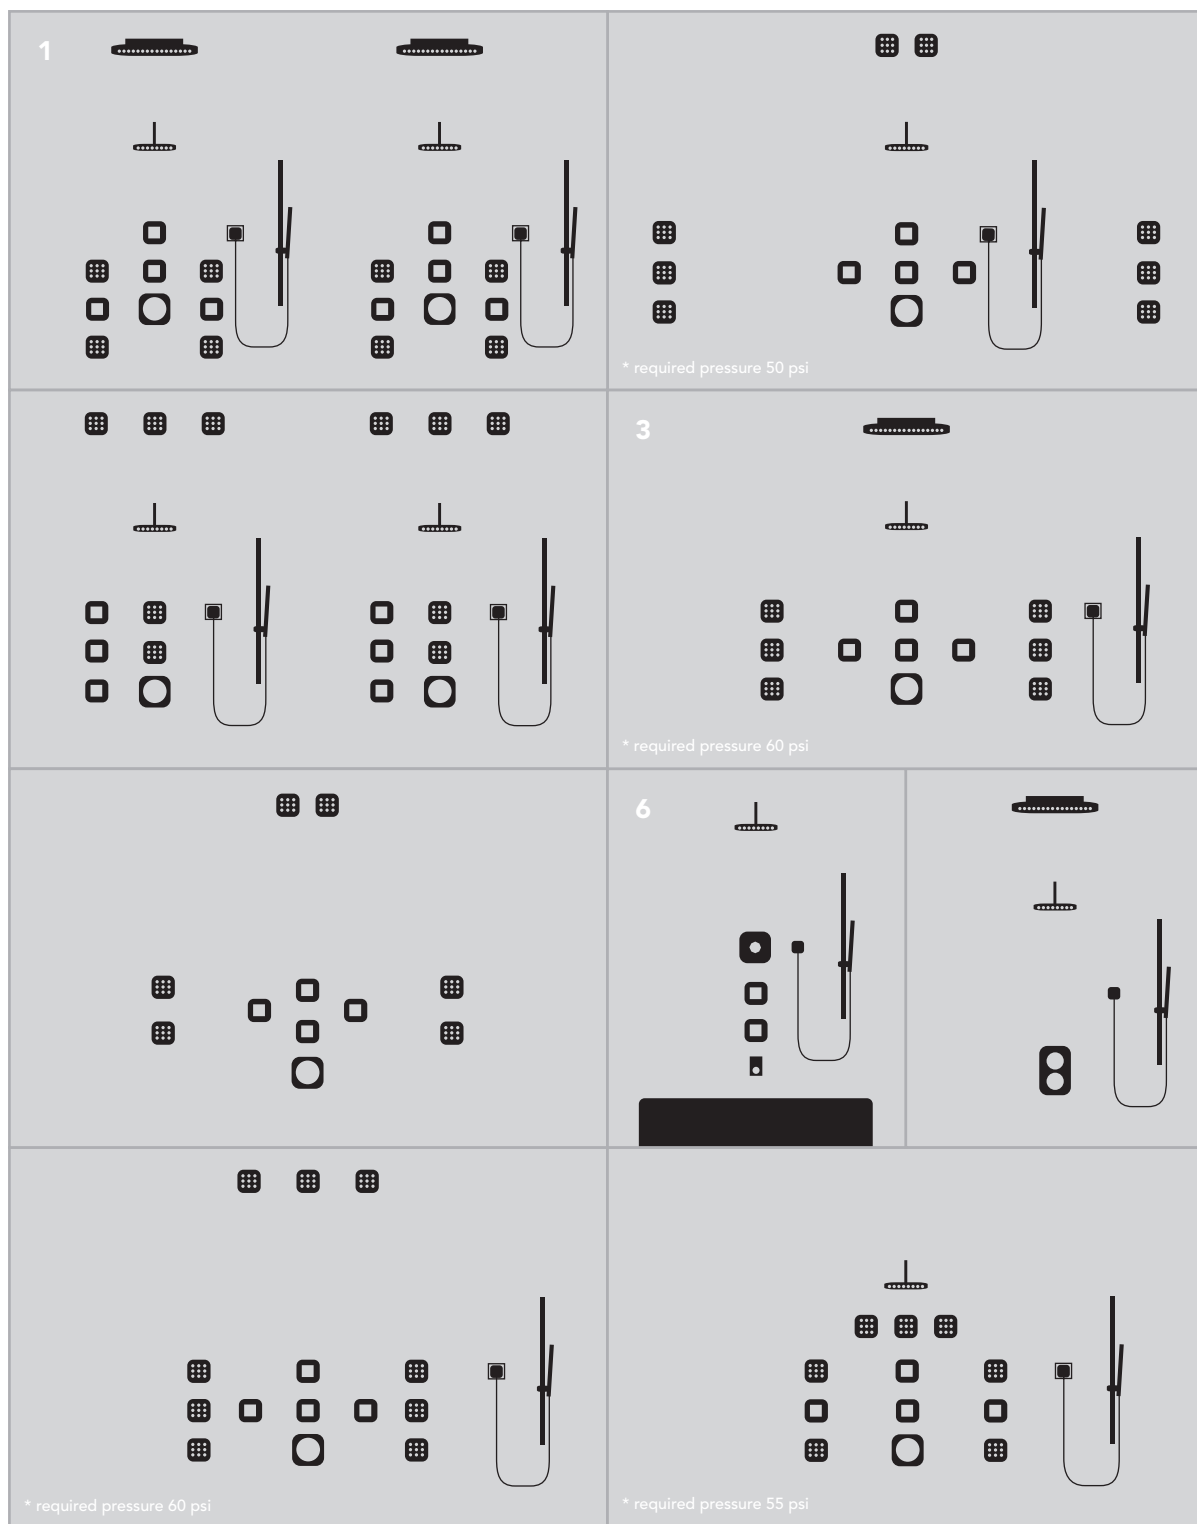 1
* required pressure 50 psi
3
* required pressure 60 psi
6
* required pressure 60 psi
* required pressure 55 psi